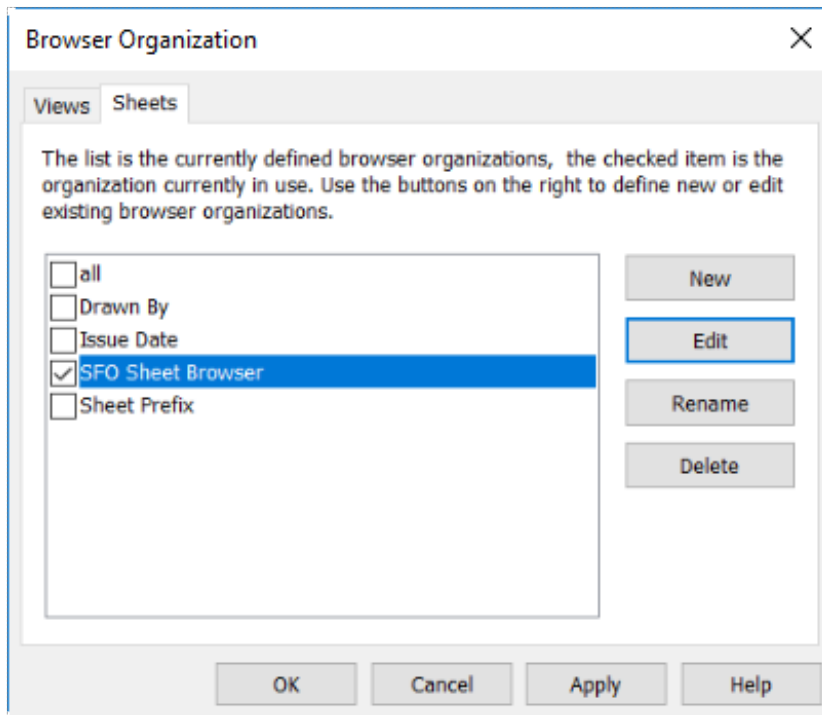 Browser Organization
Views
Sheets
The list is the currently defined browser organizations, the checked item is the
organization currently in use. Use the buttons on the right to define new or edit
existing browser organizations.
all
Drawn By
Issue Date
SFO Sheet Browser
Sheet Prefix
New
Edit
Rename
Delete
OK
Cancel
Apply
Help